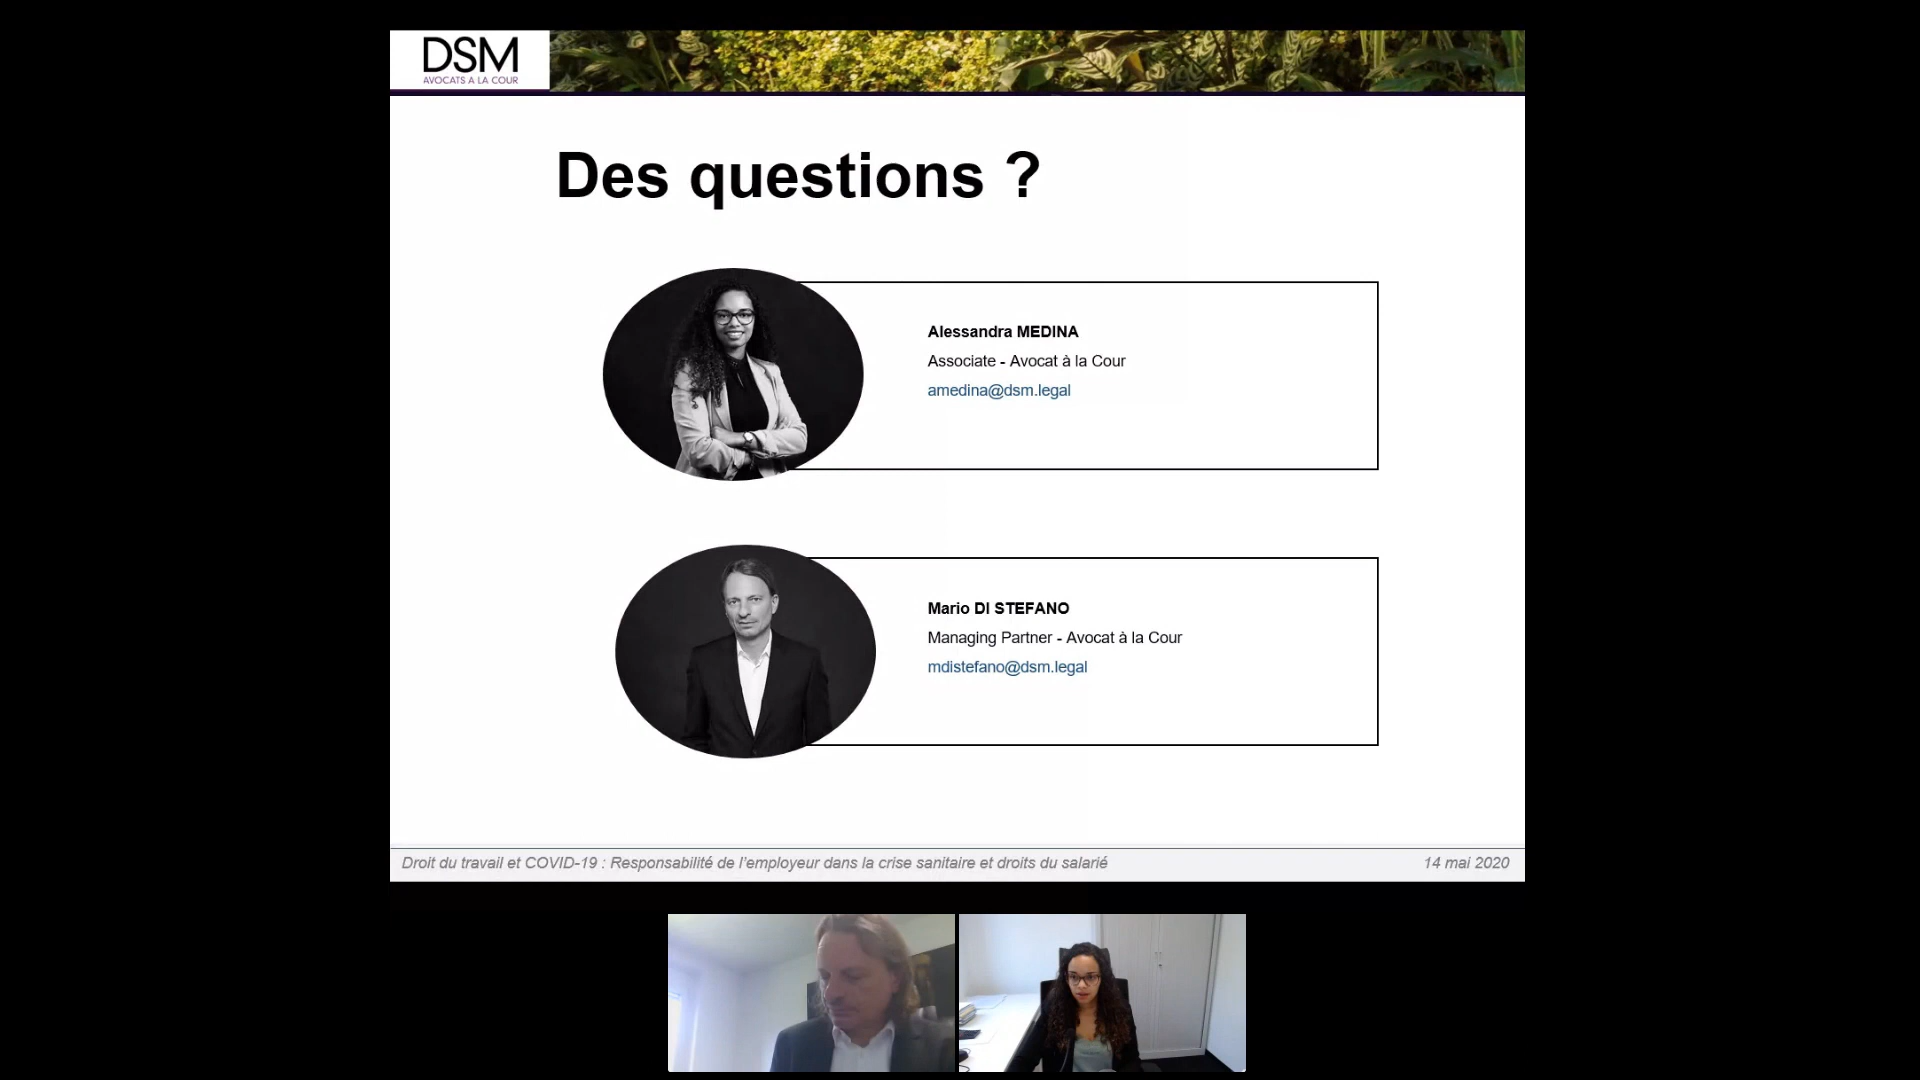 DSM
AVOCATS A LA COUR
Des questions ?
Alessandra MEDINA
Associate - Avocat à la Cour
amedina@dsm.legal
Mario DI STEFANO
Managing Partner - Avocat à la Cour
mdistefano@dsm.legal
Droit du travail et COVID-19 : Responsabilité de l’employeur dans la crise sanitaire et droits du salarié
14 mai 2020